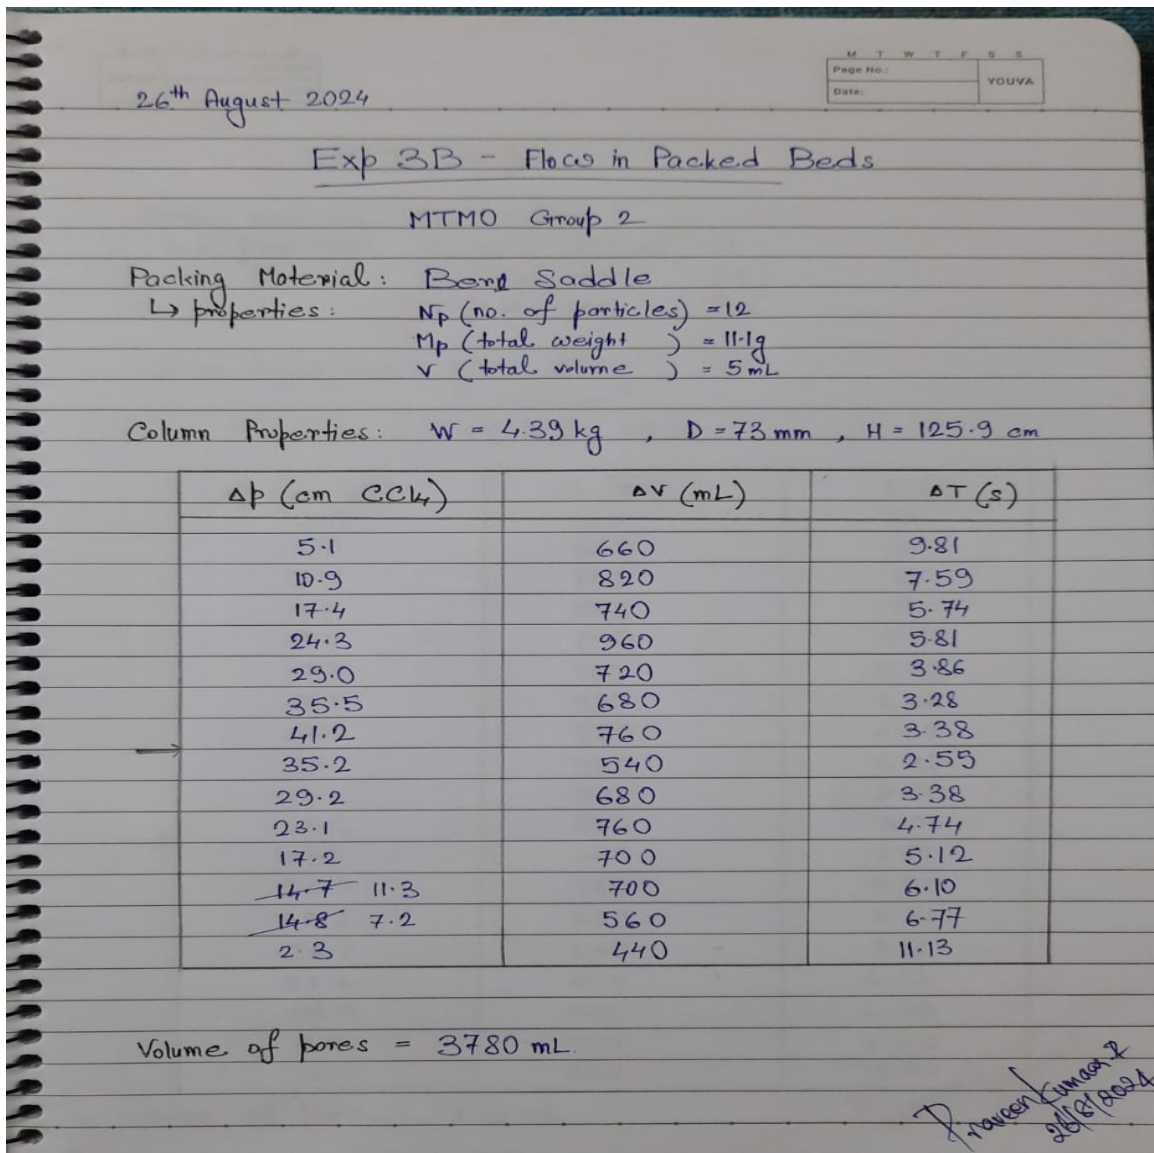 M T W T F S S
Page No.:
YOUVA
Date:
26th August 2024
Exp 3B - Flow in Packed Beds
MTMO Group 2
Packing Material: Berl Saddle
↳ properties: Np (no. of particles) = 12
Mp (total weight ) = 11.1g
V (total volume ) = 5 mL
Column Properties: W = 4.39 kg , D = 73 mm , H = 125.9 cm
Δp (cm CCl4) ΔV (mL) ΔT (s)
5.1 660 9.81
10.9 820 7.59
17.4 740 5.74
24.3 960 5.81
29.0 720 3.86
35.5 680 3.28
41.2 760 3.38
→ 35.2 540 2.55
29.2 680 3.38
23.1 760 4.74
17.2 700 5.12
14.7 11.3 700 6.10
14.8 7.2 560 6.77
2.3 440 11.13
Volume of pores = 3780 mL.
Praveen Kumar R
26/8/2024